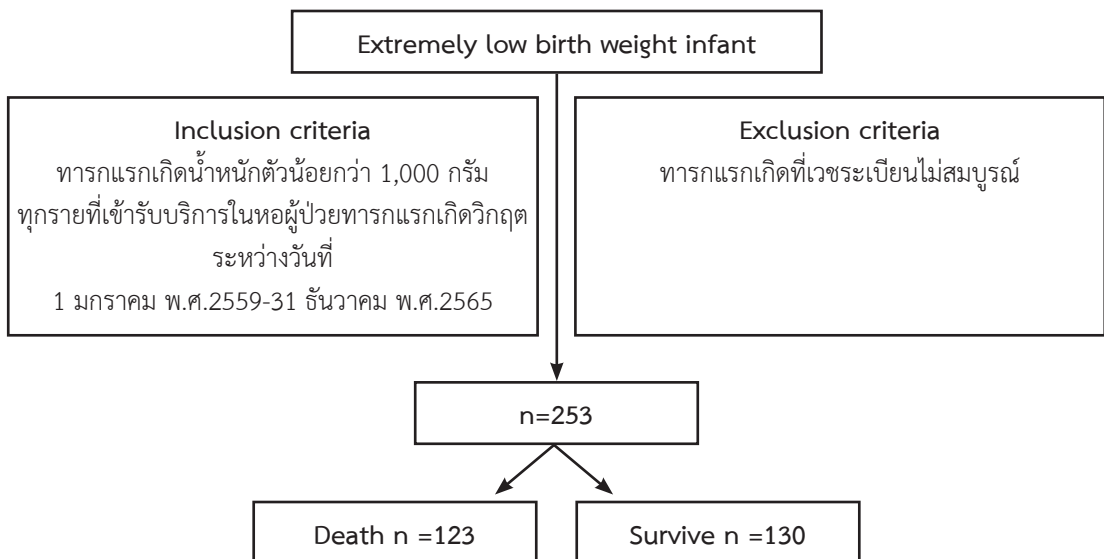 Extremely low birth weight infant
Inclusion criteria
ทารกแรกเกิดน้ำหนักตัวน้อยกว่า 1,000 กรัม
ทุกรายที่เข้ารับบริการในหอผู้ป่วยทารกแรกเกิดวิกฤต
ระหว่างวันที่
1 มกราคม พ.ศ.2559-31 ธันวาคม พ.ศ.2565
Exclusion criteria
ทารกแรกเกิดที่เวชระเบียนไม่สมบูรณ์
n=253
Death n =123
Survive n =130